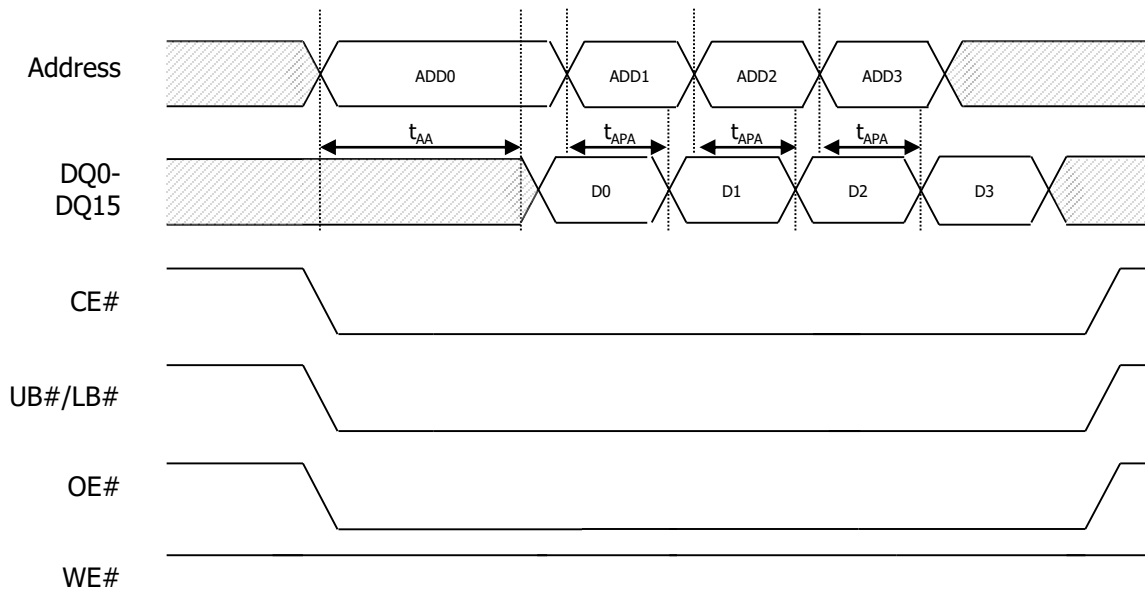 Address
ADD0
ADD1
ADD2
ADD3
tAA
tAPA
tAPA
tAPA
DQ0-
DQ15
D0
D1
D2
D3
CE#
UB#/LB#
OE#
WE#